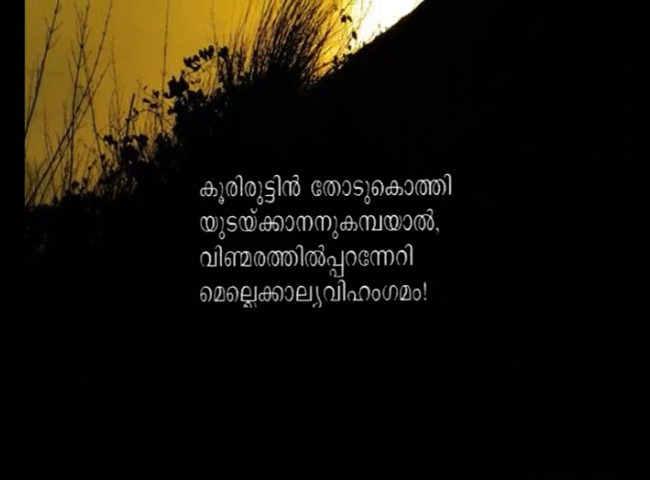 കൂരിരുട്ടിൻ തോടുകൊത്തി
യുടയ്ക്കാനനുകമ്പയാൽ,
വിണ്മരത്തിൽപ്പറന്നേറി
മെല്ലെക്കാല്യവിഹംഗമം!